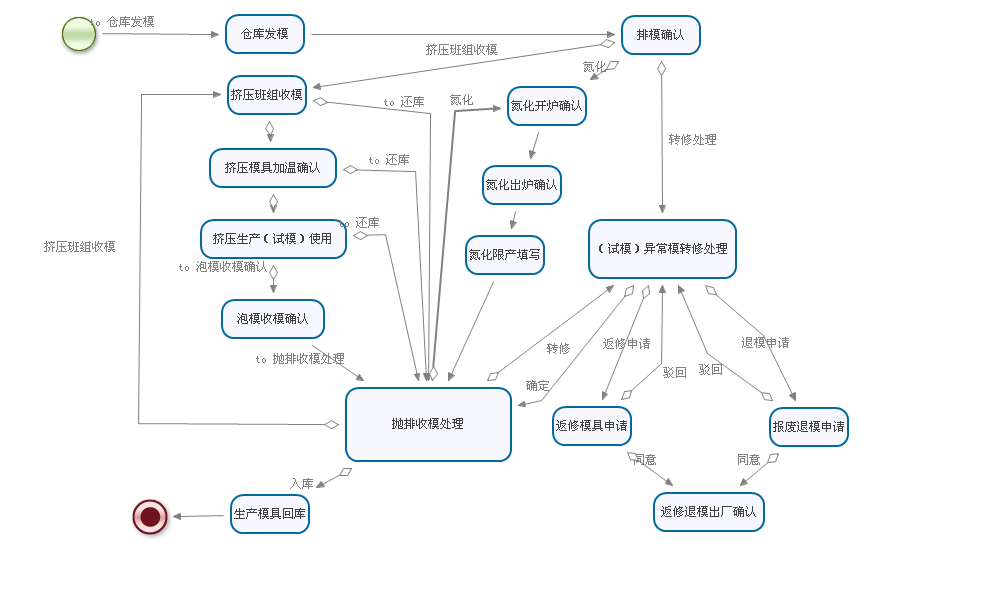 to 仓库发模
仓库发模
排模确认
挤压班组收模
氮化
挤压班组收模
to 还库
氮化
氮化开炉确认
转修处理
挤压模具加温确认
to 还库
氮化出炉确认
挤压生产（试模）使用
to 还库
氮化限产填写
（试模）异常模转修处理
挤压班组收模
to 泡模收模确认
泡模收模确认
to 抛排收模处理
转修
返修申请
退模申请
确定
驳回
驳回
抛排收模处理
返修模具申请
报废退模申请
同意
同意
入库
生产模具回库
返修退模出厂确认